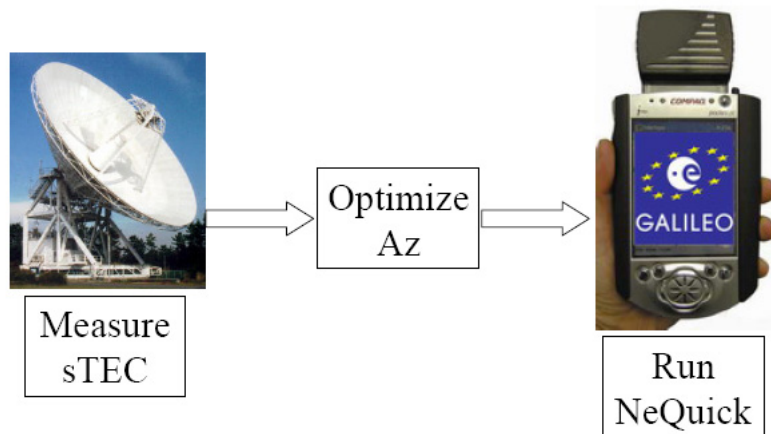 Measure
sTEC
Optimize
Az
COMPAQ
GALILEO
Run
NeQuick